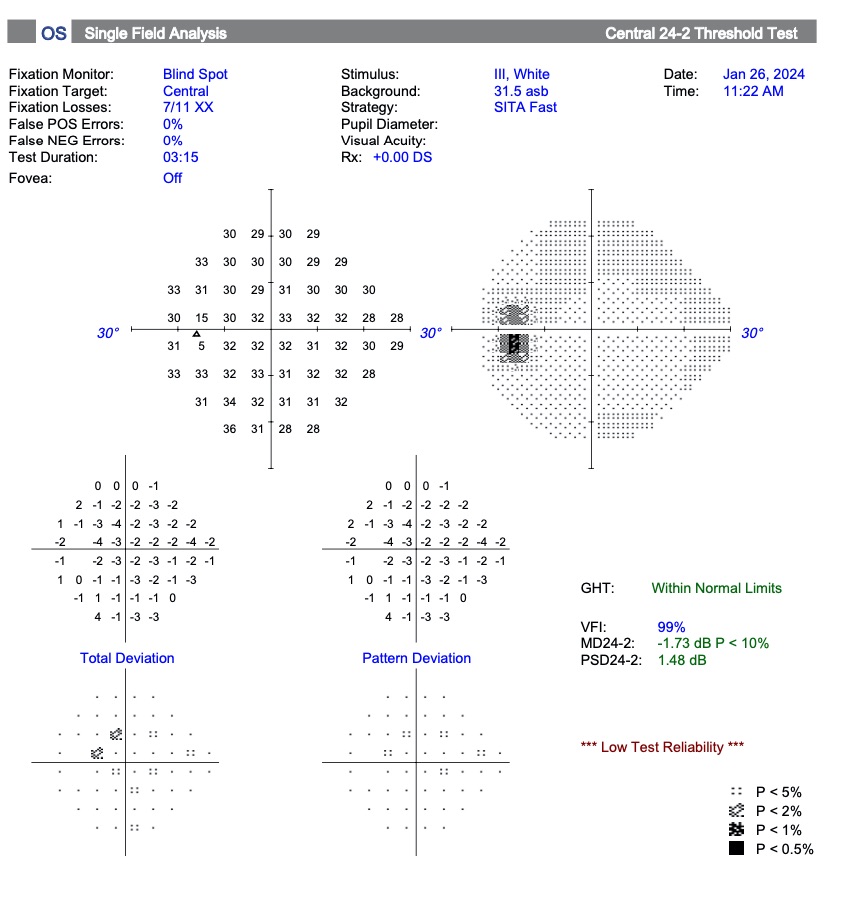 OS Single Field Analysis Central 24-2 Threshold Test
Fixation Monitor: Blind Spot Stimulus: III, White Date: Jan 26, 2024
Fixation Target: Central Background: 31.5 asb Time: 11:22 AM
Fixation Losses: 7/11 XX Strategy: SITA Fast
False POS Errors: 0% Pupil Diameter:
False NEG Errors: 0% Visual Acuity:
Test Duration: 03:15 Rx: +0.00 DS
Fovea: Off
30 29 30 29
33 30 30 30 29 29
33 31 30 29 31 30 30 30
30 15 30 32 33 32 32 28 28
30° 30° 30°
31 5 32 32 32 31 32 30 29
33 33 32 33 31 32 32 28
31 34 32 31 31 32
36 31 28 28
0 0 0 -1 0 0 0 -1
2 -1 -2 -2 -3 -2 2 -1 -2 -2 -2 -2
1 -1 -3 -4 -2 -3 -2 -2 2 -1 -3 -4 -2 -3 -2 -2
-2 -4 -3 -2 -2 -2 -4 -2 -2 -4 -3 -2 -2 -2 -4 -2
-1 -2 -3 -2 -3 -1 -2 -1 -1 -2 -3 -2 -3 -1 -2 -1
1 0 -1 -1 -3 -2 -1 -3 1 0 -1 -1 -3 -2 -1 -3
GHT: Within Normal Limits
-1 1 -1 -1 -1 0 -1 1 -1 -1 -1 0
4 -1 -3 -3 4 -1 -3 -3
VFI: 99%
MD24-2: -1.73 dB P < 10%
Total Deviation Pattern Deviation PSD24-2: 1.48 dB
*** Low Test Reliability ***
P < 5%
P < 2%
P < 1%
P < 0.5%